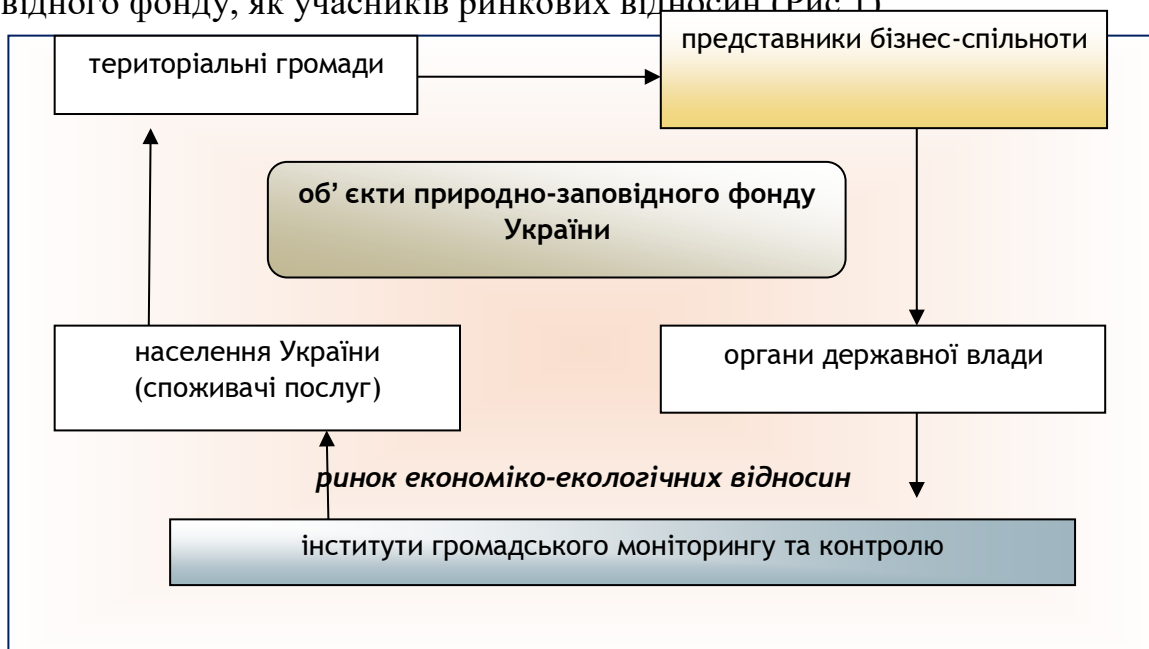 відного фонду, як учасників ринкових відносин (Рис.1)
територіальні громади
представники бізнес-спільноти
об’ єкти природно-заповідного фонду
України
населення України
(споживачі послуг)
органи державної влади
ринок економіко-екологічних відносин
інститути громадського моніторингу та контролю